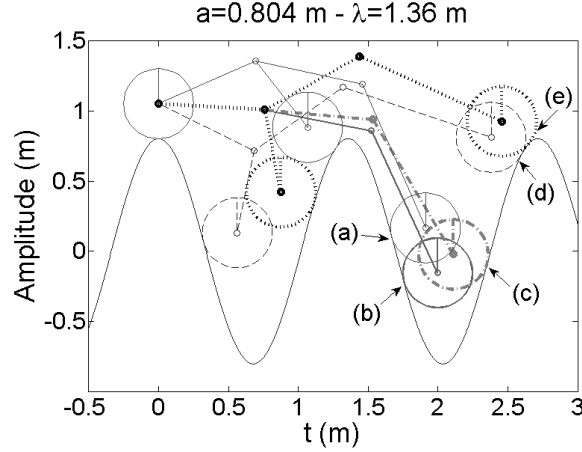 a=0.804 m - λ=1.36 m
1.5
1
0.5
0
-0.5
-1
Amplitude (m)
(a)
(b)
(c)
(d)
(e)
-0.5 0 0.5 1 1.5 2 2.5 3
t (m)